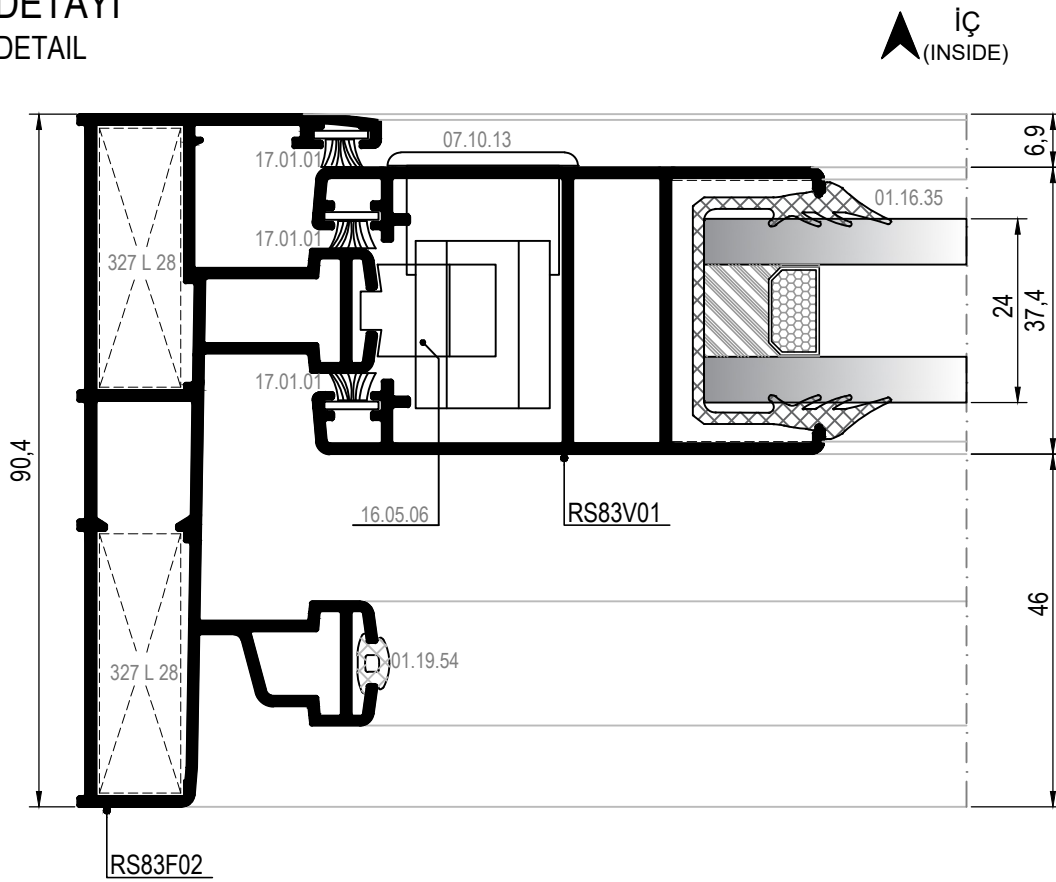 DETAYI
DETAIL
İÇ
(INSIDE)
6,9
07.10.13
17.01.01
01.16.35
17.01.01
327 L 28
24
37,4
17.01.01
90,4
16.05.06
RS83V01
46
01.19.54
327 L 28
RS83F02